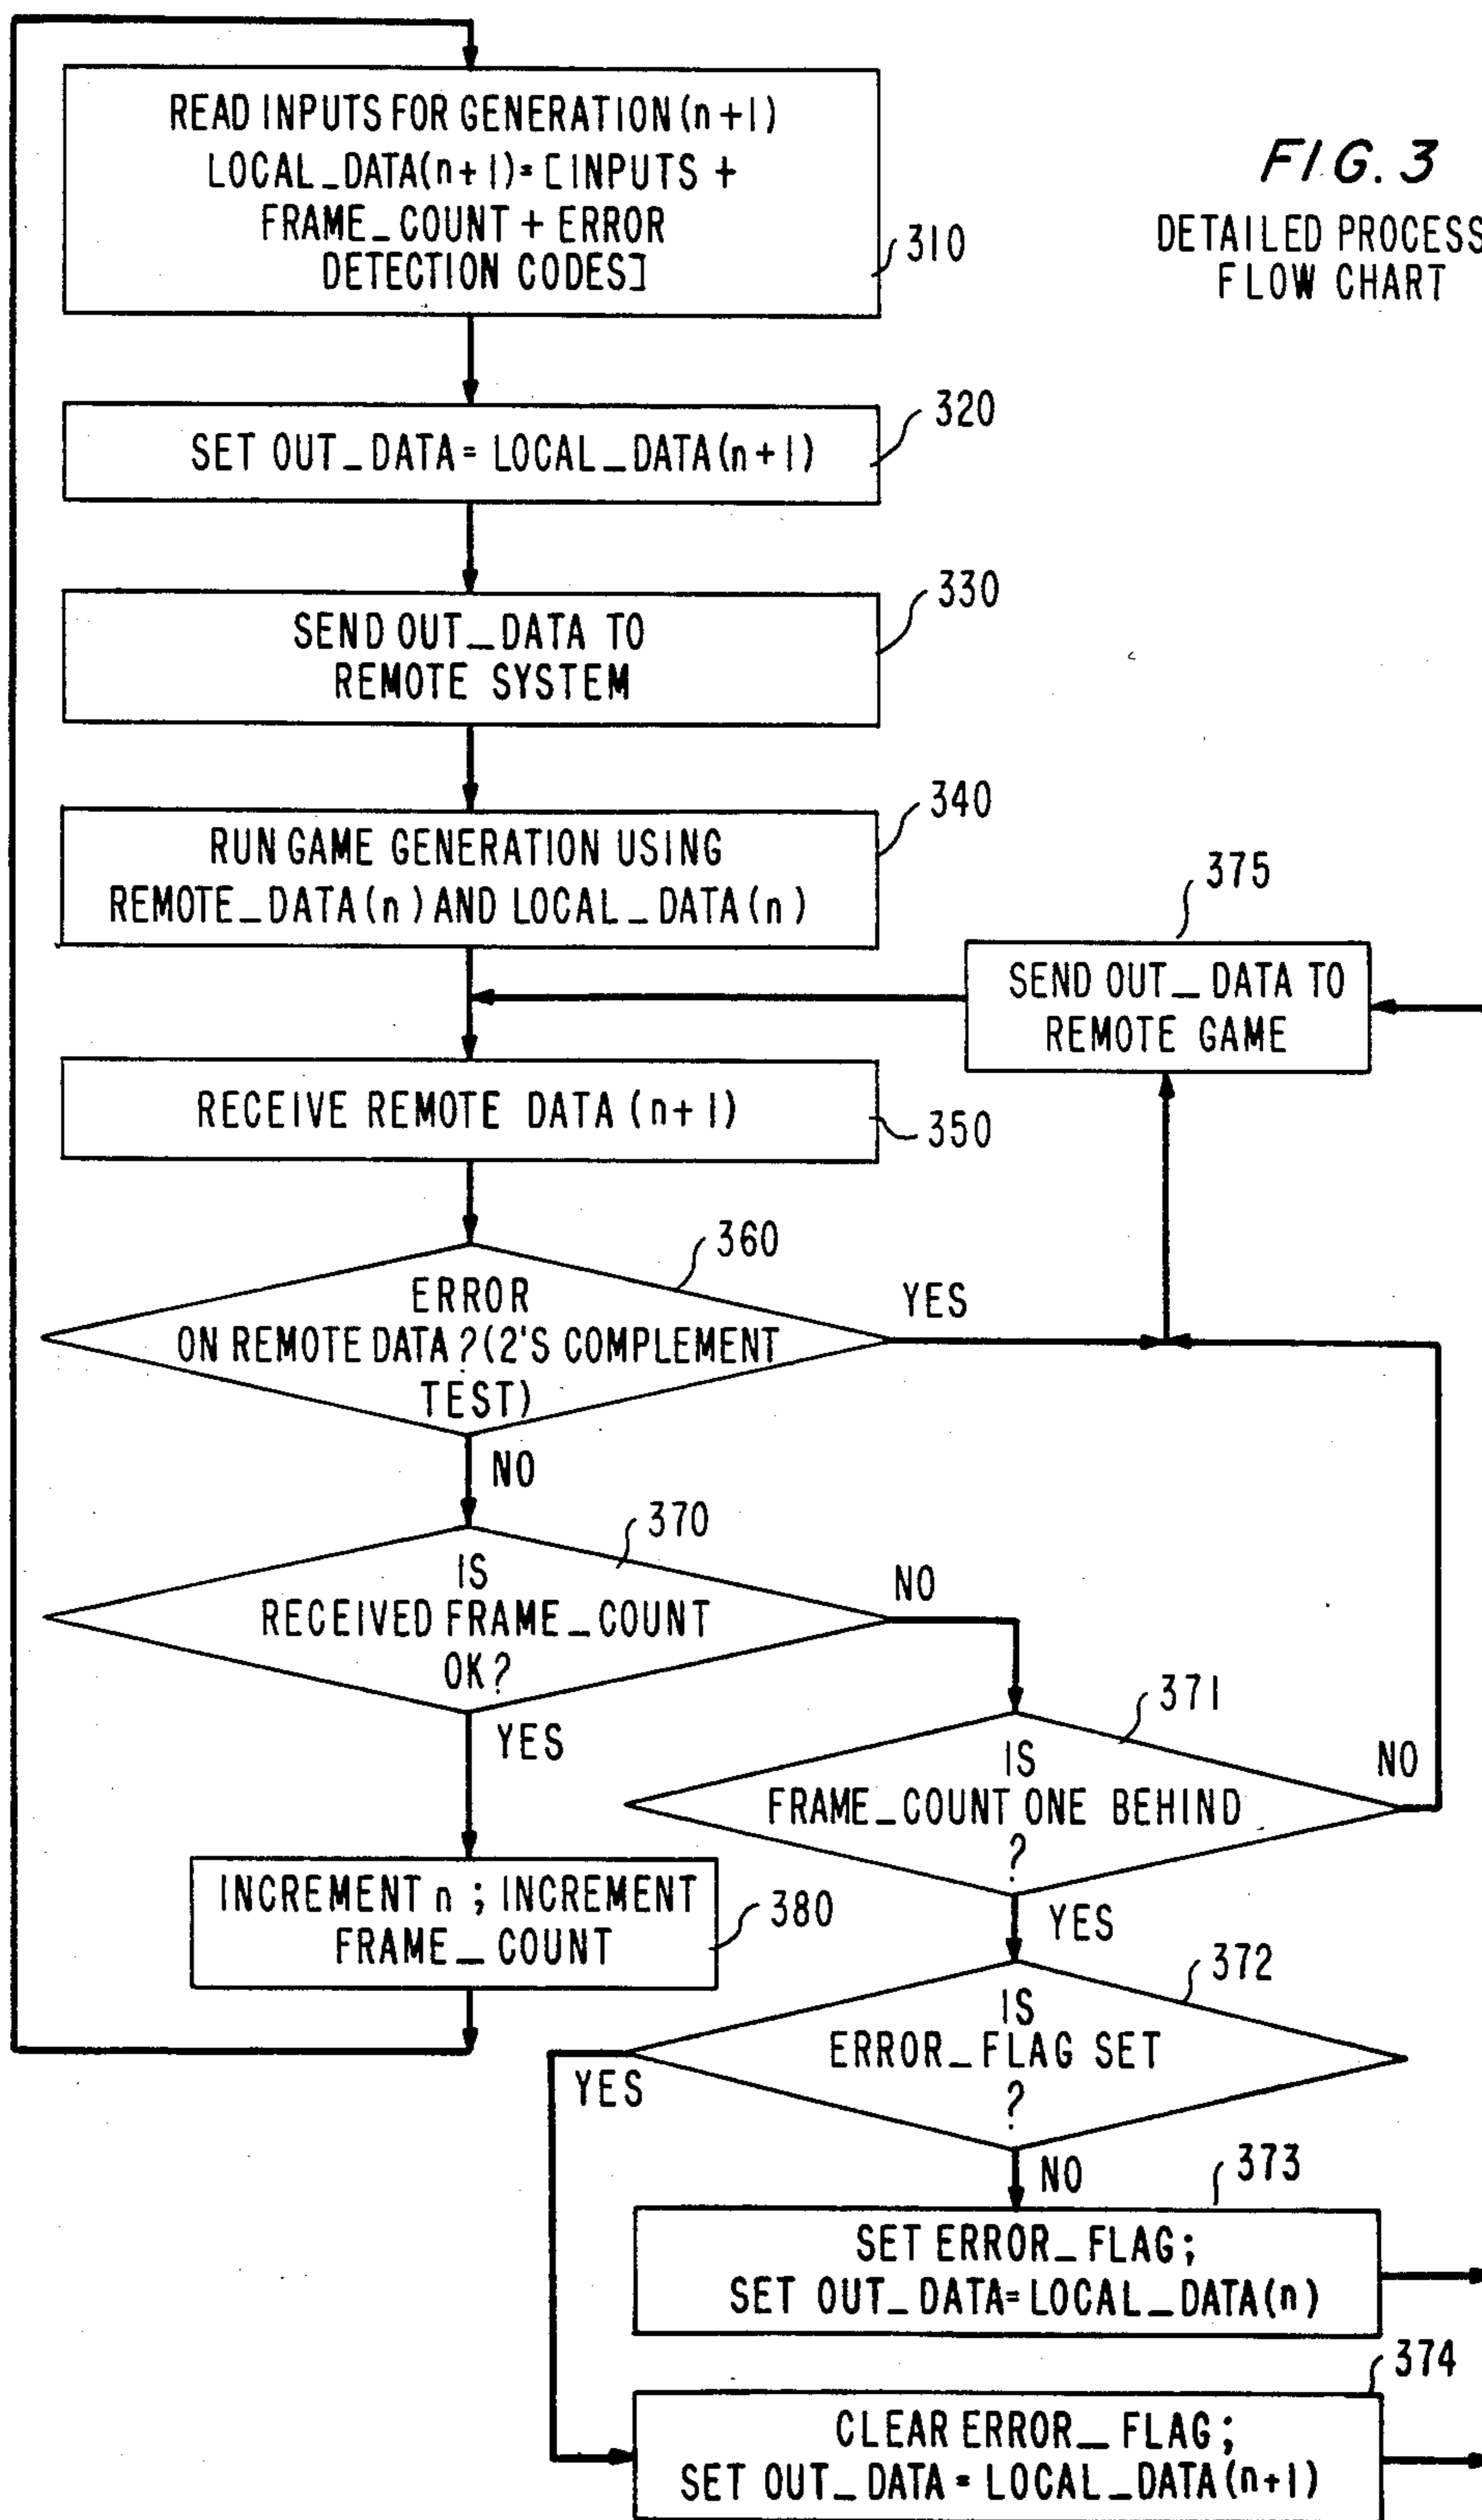 READ INPUTS FOR GENERATION (n+1)
LOCAL_DATA(n+1)= [INPUTS +
FRAME_COUNT + ERROR
DETECTION CODES]
310
FIG. 3
DETAILED PROCESS
FLOW CHART
320
SET OUT_DATA = LOCAL_DATA(n+1)
330
SEND OUT_DATA TO
REMOTE SYSTEM
340
RUN GAME GENERATION USING
REMOTE_DATA(n) AND LOCAL_DATA(n)
375
SEND OUT_DATA TO
REMOTE GAME
RECEIVE REMOTE DATA (n+1)
350
360
ERROR
ON REMOTE DATA ? (2'S COMPLEMENT
TEST)
YES
NO
370
IS
RECEIVED FRAME_COUNT
OK?
NO
YES
371
IS
FRAME_COUNT ONE BEHIND
?
NO
YES
INCREMENT n ; INCREMENT
FRAME_COUNT
380
372
IS
ERROR_FLAG SET
?
YES
NO
373
SET ERROR_FLAG;
SET OUT_DATA=LOCAL_DATA(n)
374
CLEAR ERROR_FLAG;
SET OUT_DATA = LOCAL_DATA(n+1)